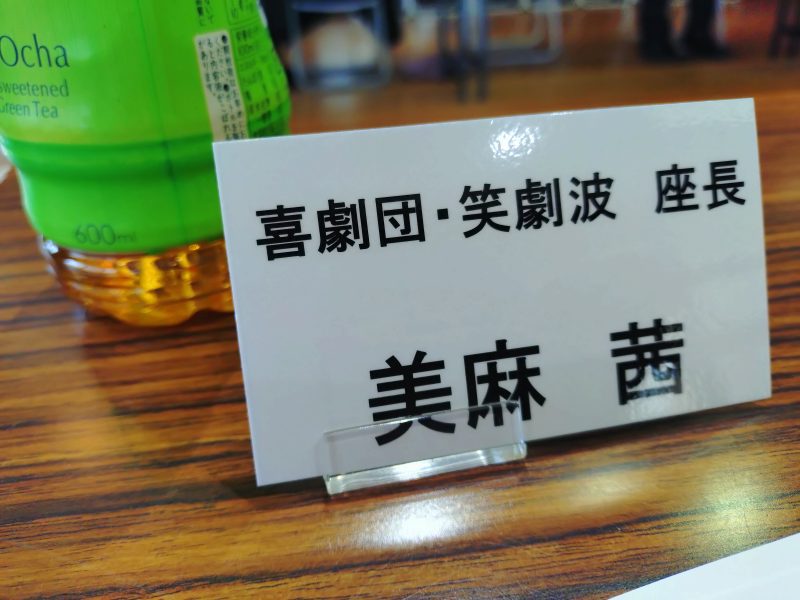 Ocha
sweetened
Green Tea
600ml
喜劇団・笑劇波　座長
美麻　茜